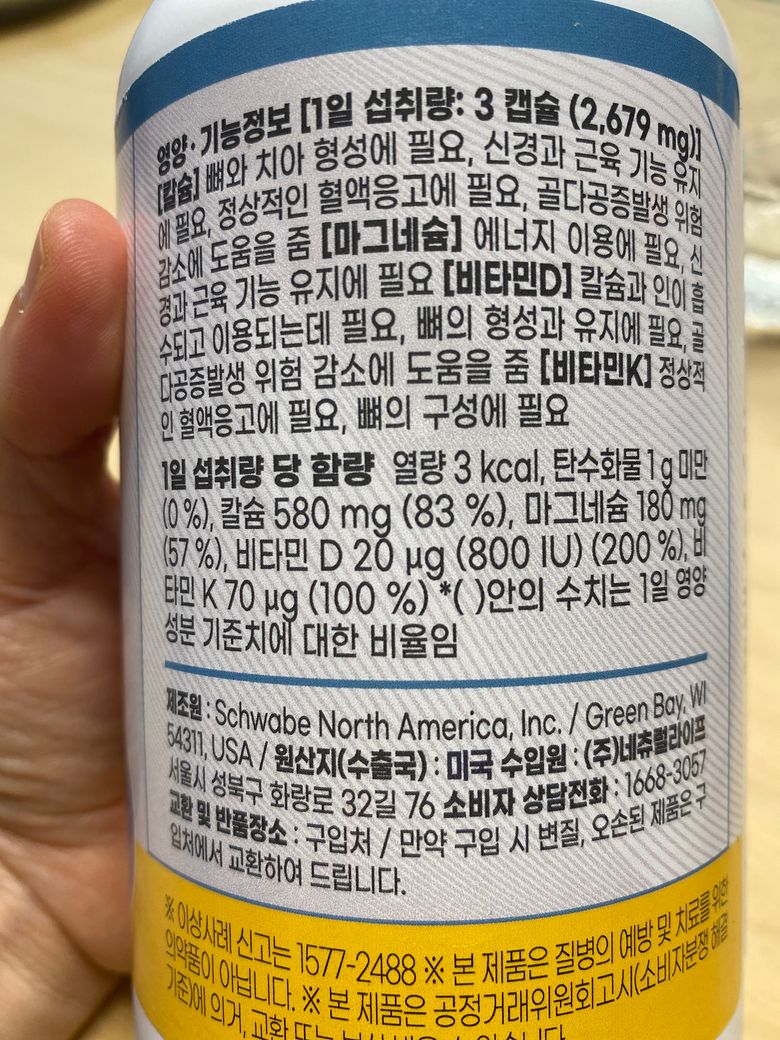 영양·기능정보 [1일 섭취량: 3 캡슐 (2,679 mg)]
[칼슘] 뼈와 치아 형성에 필요, 신경과 근육 기능 유지
에 필요, 정상적인 혈액응고에 필요, 골다공증발생 위험
감소에 도움을 줌 [마그네슘] 에너지 이용에 필요, 신
경과 근육 기능 유지에 필요 [비타민D] 칼슘과 인이 흡
수되고 이용되는데 필요, 뼈의 형성과 유지에 필요, 골
다공증발생 위험 감소에 도움을 줌 [비타민K] 정상적
인 혈액응고에 필요, 뼈의 구성에 필요
1일 섭취량 당 함량 열량 3 kcal, 탄수화물 1 g 미만
(0 %), 칼슘 580 mg (83 %), 마그네슘 180 mg
(57 %), 비타민 D 20 µg (800 IU) (200 %), 비
타민 K 70 µg (100 %) *( )안의 수치는 1일 영양
성분 기준치에 대한 비율임
제조원 : Schwabe North America, Inc. / Green Bay, WI
54311, USA / 원산지(수출국) : 미국 수입원 : (주)네츄럴라이프
서울시 성북구 화랑로 32길 76 소비자 상담전화 : 1668-3057
교환 및 반품장소 : 구입처 / 만약 구입 시 변질, 오손된 제품은 구
입처에서 교환하여 드립니다.
※ 이상사례 신고는 1577-2488 ※ 본 제품은 질병의 예방 및 치료를 위한
의약품이 아닙니다. ※ 본 제품은 공정거래위원회고시(소비자분쟁 해결
기준)에 의거, 교환 또는